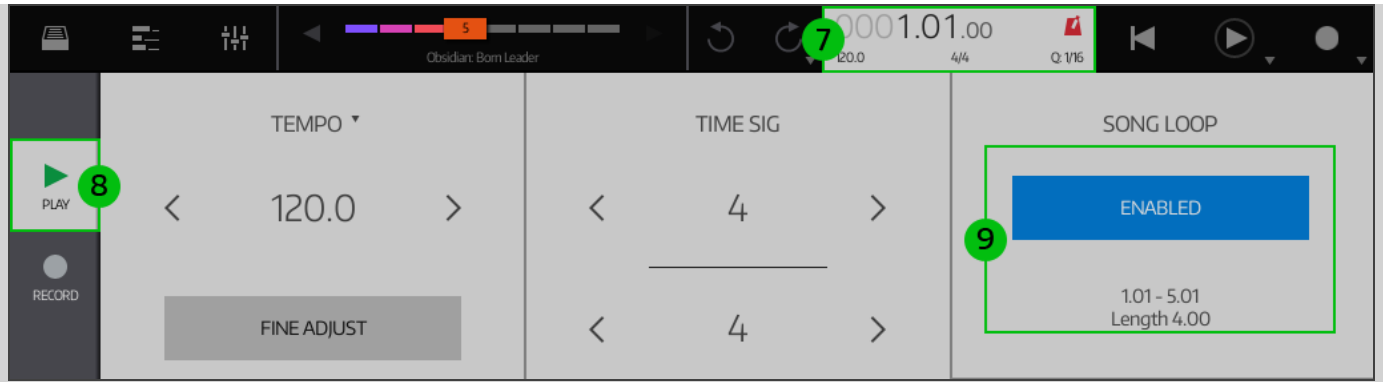 5
Obsidian: Born Leader
7
0001.01.00
120.0
4/4
Q: 1/16
TEMPO
TIME SIG
SONG LOOP
8
PLAY
120.0
4
ENABLED
9
RECORD
1.01 - 5.01
Length 4.00
FINE ADJUST
4